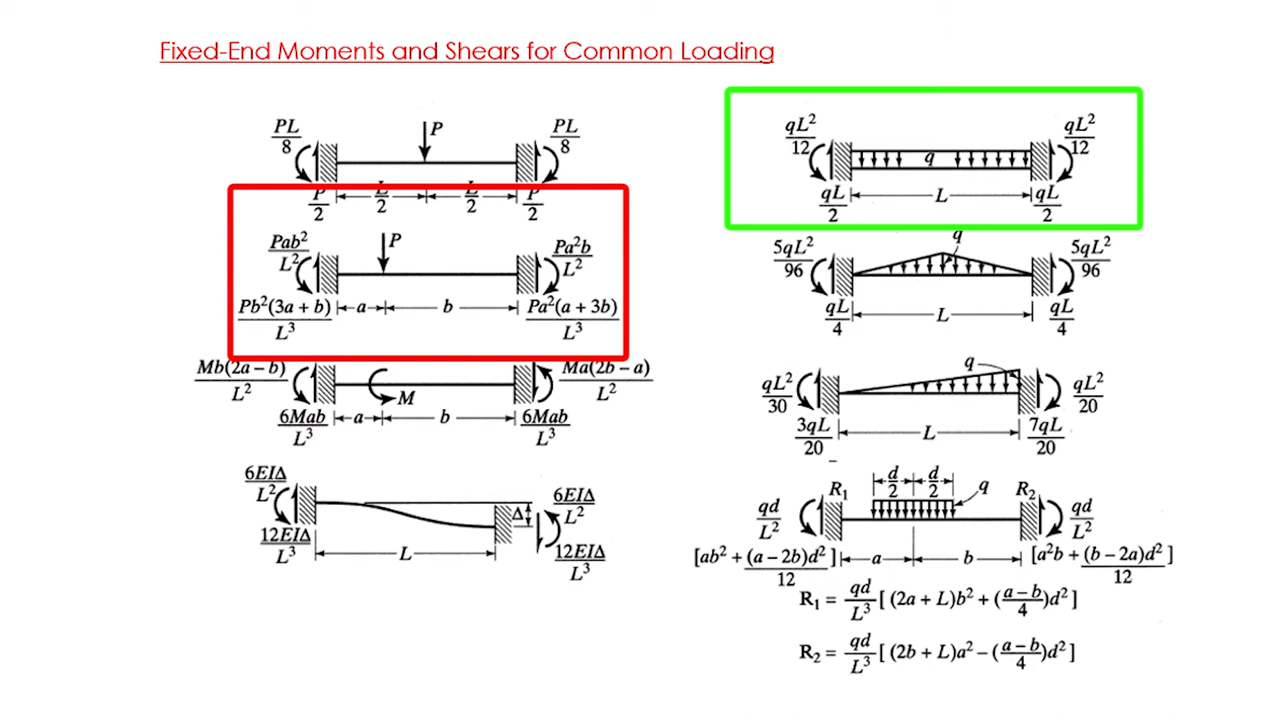 Fixed-End Moments and Shears for Common Loading
PL/8 P PL/8
P/2 L/2 L/2 P/2
Pab²/L² P Pa²b/L²
Pb²(3a + b)/L³ a b Pa²(a + 3b)/L³
Mb(2a – b)/L² M Ma(2b – a)/L²
6Mab/L³ a b 6Mab/L³
6EIΔ/L² Δ 6EIΔ/L²
12EIΔ/L³ L 12EIΔ/L³
qL²/12 q qL²/12
qL/2 L qL/2
5qL²/96 q 5qL²/96
qL/4 L qL/4
qL²/30 q qL²/20
3qL/20 L 7qL/20
R₁ d/2 d/2 q R₂
qd/L² qd/L²
[ab² + (a – 2b)d²/12] a b [a²b + (b – 2a)d²/12]
R₁ = qd/L³ [ (2a + L)b² + (a – b/4)d²]
R₂ = qd/L³ [ (2b + L)a² – (a – b/4)d²]